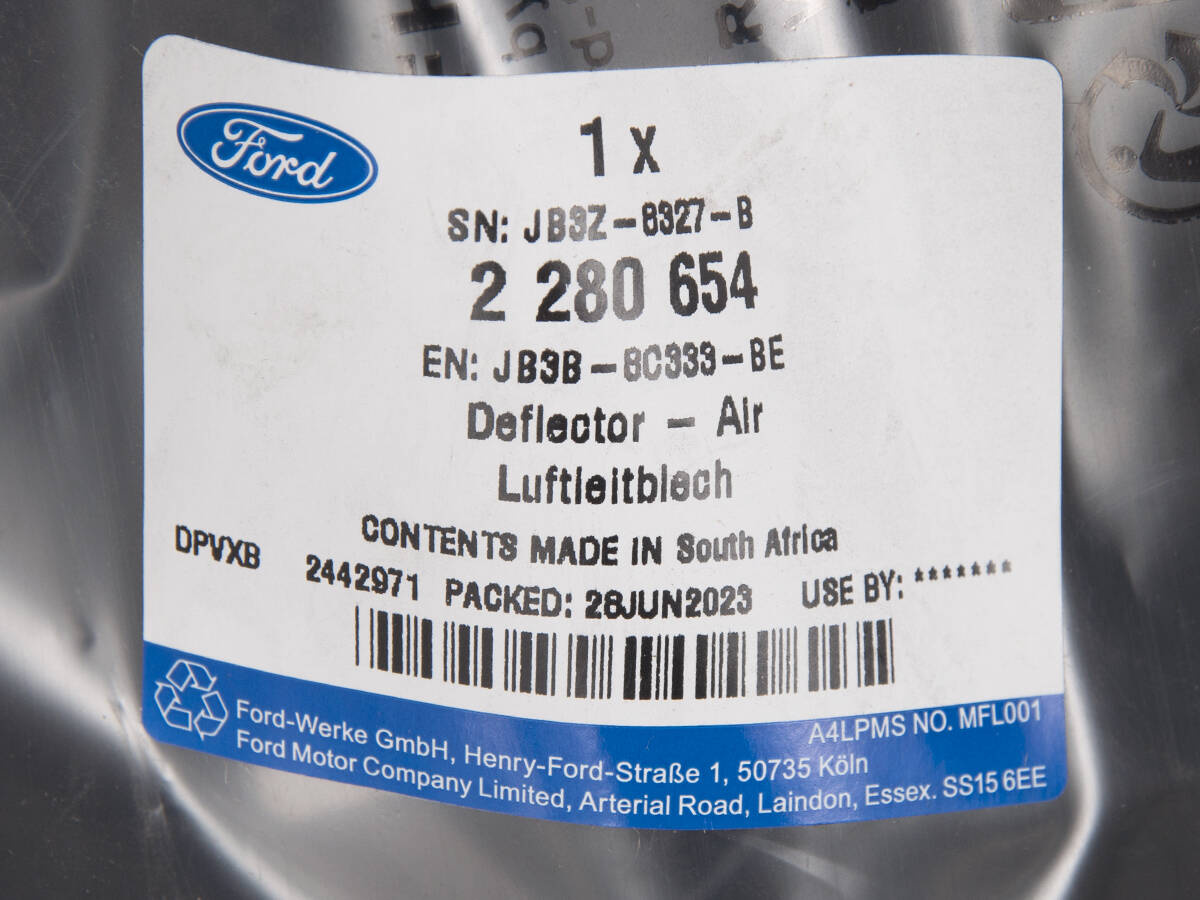 Ford
1 x
SN: JB3Z-8327-B
2 280 654
EN: JB3B-8C333-BE
Deflector - Air
Luftleitblech
CONTENTS MADE IN South Africa
DPVXB 2442971 PACKED: 28JUN2023 USE BY: *******
A4LPMS NO. MFL001
Ford-Werke GmbH, Henry-Ford-Straße 1, 50735 Köln
Ford Motor Company Limited, Arterial Road, Laindon, Essex. SS15 6EE